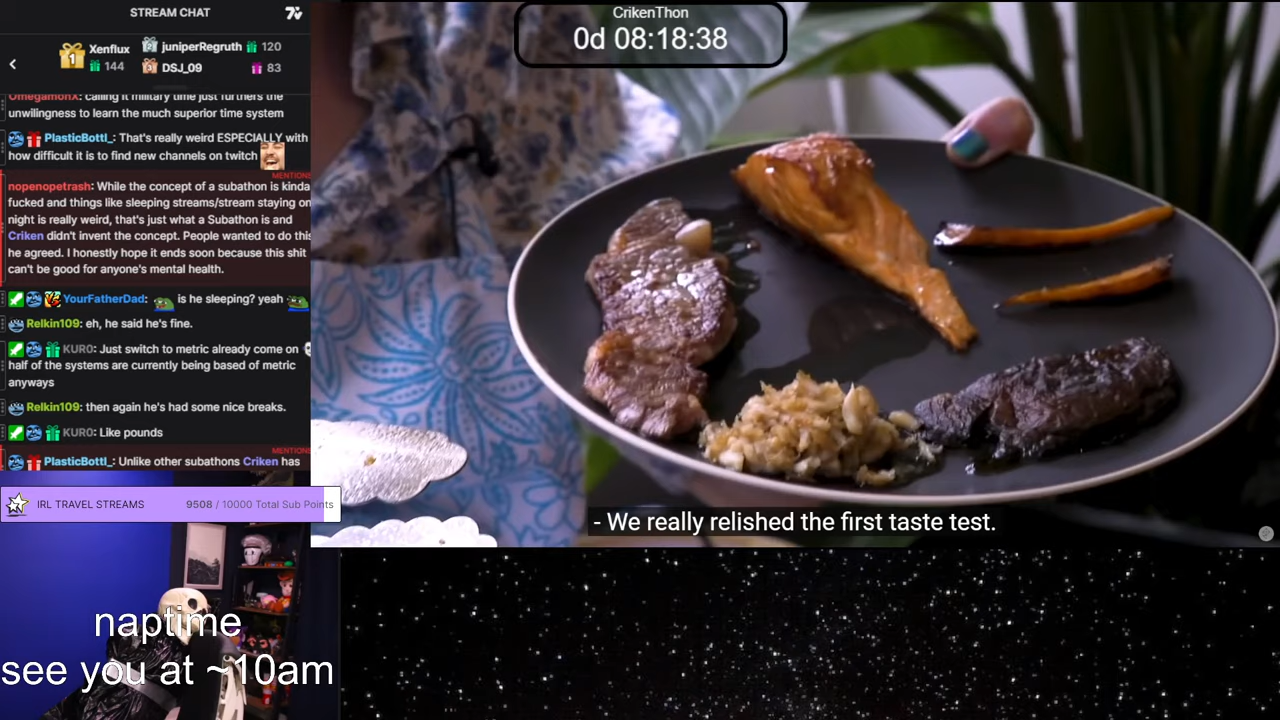 STREAM CHAT
Xenflux
144
juniperRegruth 120
DSJ_09 83
1
OmegamonX: calling it military time just furthers the
unwillingness to learn the much superior time system
PlasticBottl_: That's really weird ESPECIALLY with
how difficult it is to find new channels on twitch
MENTIONS
nopenopetrash: While the concept of a subathon is kinda
fucked and things like sleeping streams/stream staying on
night is really weird, that's just what a Subathon is and
Criken didn't invent the concept. People wanted to do this
he agreed. I honestly hope it ends soon because this shit
can't be good for anyone's mental health.
YourFatherDad: is he sleeping? yeah
Relkin109: eh, he said he's fine.
KUR0: Just switch to metric already come on
half of the systems are currently being based of metric
anyways
Relkin109: then again he's had some nice breaks.
KUR0: Like pounds
MENTIONS
PlasticBottl_: Unlike other subathons Criken has
IRL TRAVEL STREAMS 9508 / 10000 Total Sub Points
naptime
see you at ~10am
CrikenThon
0d 08:18:38
- We really relished the first taste test.